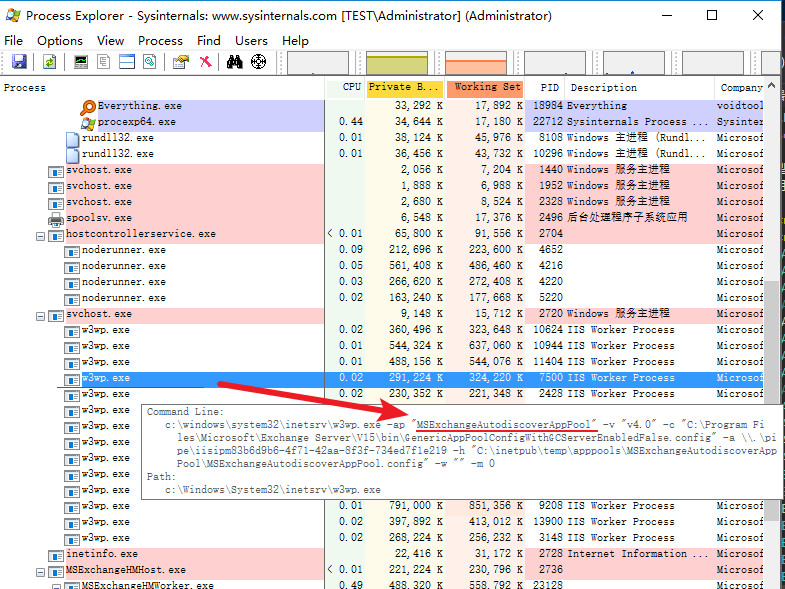 Process Explorer - Sysinternals: www.sysinternals.com [TEST\Administrator] (Administrator)
File Options View Process Find Users Help
Process CPU Private B... Working Set PID Description Company
Everything.exe 33,292 K 17,892 K 18984 Everything voidtool
procexp64.exe 0.44 34,644 K 17,180 K 22712 Sysinternals Process ... Sysinter
rundll32.exe 0.01 38,124 K 45,976 K 8108 Windows 主进程 (Rundl... Microsof
rundll32.exe 0.01 36,456 K 43,732 K 10296 Windows 主进程 (Rundl... Microsof
svchost.exe 2,056 K 7,204 K 1440 Windows 服务主进程 Microsof
svchost.exe 1,888 K 6,988 K 1952 Windows 服务主进程 Microsof
svchost.exe 2,680 K 8,524 K 2328 Windows 服务主进程 Microsof
spoolsv.exe 6,548 K 17,376 K 2496 后台处理程序子系统应用 Microsof
hostcontrollerservice.exe < 0.01 65,800 K 91,556 K 2704 Microsof
noderunner.exe 0.09 212,696 K 223,600 K 4652 Microsof
noderunner.exe 0.05 561,408 K 486,460 K 4216 Microsof
noderunner.exe 0.03 266,620 K 272,408 K 4220 Microsof
noderunner.exe 0.02 163,240 K 177,668 K 5220 Microsof
svchost.exe 9,148 K 15,712 K 2720 Windows 服务主进程 Microsof
w3wp.exe 0.02 360,496 K 323,648 K 10624 IIS Worker Process Microsof
w3wp.exe 0.01 544,324 K 637,060 K 10944 IIS Worker Process Microsof
w3wp.exe 0.01 488,156 K 544,076 K 11404 IIS Worker Process Microsof
w3wp.exe 0.02 291,224 K 324,220 K 7500 IIS Worker Process Microsof
w3wp.exe 0.02 230,352 K 221,348 K 2428 IIS Worker Process Microsof
w3wp.exe
w3wp.exe
w3wp.exe
w3wp.exe
w3wp.exe
w3wp.exe
Command Line:
c:\windows\system32\inetsrv\w3wp.exe -ap "MSExchangeAutodiscoverAppPool" -v "v4.0" -c "C:\Program Fi
les\Microsoft\Exchange Server\V15\bin\GenericAppPoolConfigWithGCServerEnabledFalse.config" -a \\.\pi
pe\iisipm83b6d9b6-4f71-42aa-8f3f-734ed7f1e219 -h "C:\inetpub\temp\apppools\MSExchangeAutodiscoverApp
Pool\MSExchangeAutodiscoverAppPool.config" -w "" -m 0
Path:
c:\Windows\System32\inetsrv\w3wp.exe
w3wp.exe 0.01 791,000 K 851,356 K 9208 IIS Worker Process Microsof
w3wp.exe 0.02 397,892 K 413,012 K 13900 IIS Worker Process Microsof
w3wp.exe 0.02 268,224 K 256,232 K 3148 IIS Worker Process Microsof
inetinfo.exe 22,416 K 31,172 K 2728 Internet Information ... Microsof
MSExchangeHMHost.exe < 0.01 221,224 K 230,796 K 2736 Microsof
MSExchangeHMWorker.exe 0.49 488,320 K 558,792 K 23128 Microsof